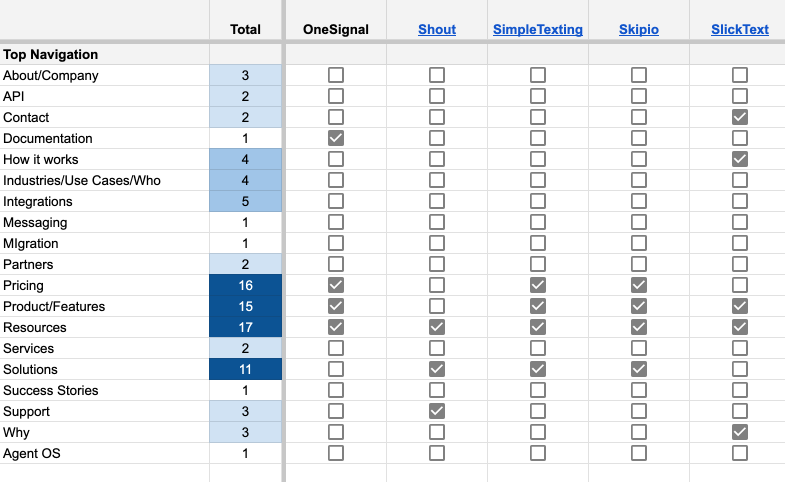 Total OneSignal Shout SimpleTexting Skipio SlickText
Top Navigation
About/Company 3
API 2
Contact 2
Documentation 1
How it works 4
Industries/Use Cases/Who 4
Integrations 5
Messaging 1
MIgration 1
Partners 2
Pricing 16
Product/Features 15
Resources 17
Services 2
Solutions 11
Success Stories 1
Support 3
Why 3
Agent OS 1